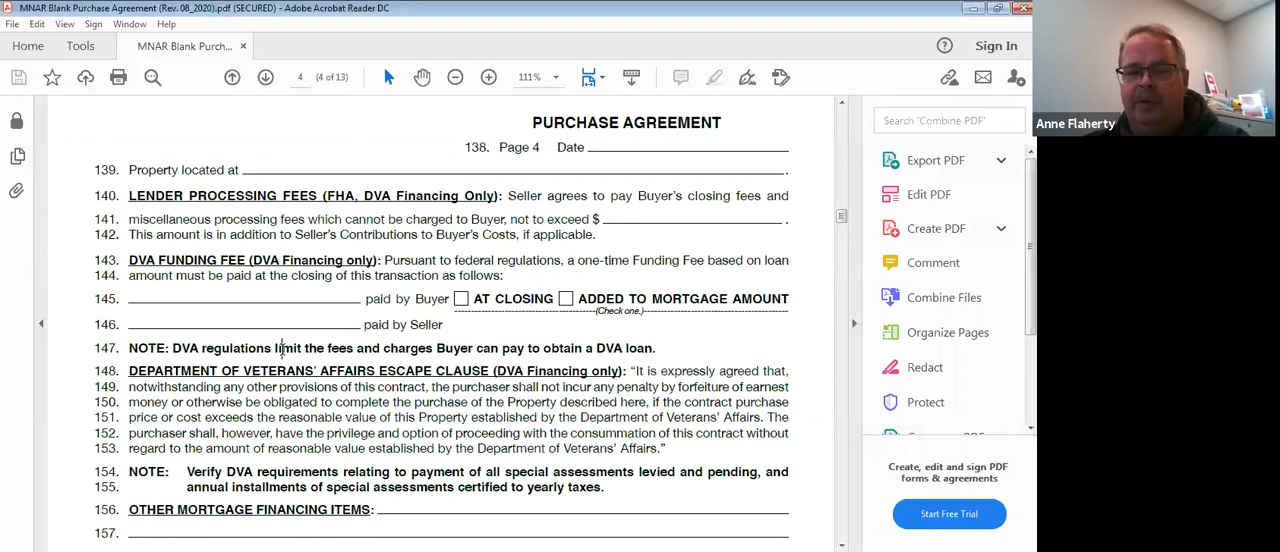 MNAR Blank Purchase Agreement (Rev. 08_2020).pdf (SECURED) - Adobe Acrobat Reader DC
File Edit View Sign Window Help
Home Tools MNAR Blank Purch... × Sign In
4 (4 of 13) 111%
Anne Flaherty
PURCHASE AGREEMENT
138. Page 4 Date
139. Property located at .
140. LENDER PROCESSING FEES (FHA, DVA Financing Only): Seller agrees to pay Buyer's closing fees and
141. miscellaneous processing fees which cannot be charged to Buyer, not to exceed $ .
142. This amount is in addition to Seller's Contributions to Buyer's Costs, if applicable.
143. DVA FUNDING FEE (DVA Financing only): Pursuant to federal regulations, a one-time Funding Fee based on loan
144. amount must be paid at the closing of this transaction as follows:
145. paid by Buyer AT CLOSING ADDED TO MORTGAGE AMOUNT
(Check one.)
146. paid by Seller
147. NOTE: DVA regulations limit the fees and charges Buyer can pay to obtain a DVA loan.
148. DEPARTMENT OF VETERANS' AFFAIRS ESCAPE CLAUSE (DVA Financing only): "It is expressly agreed that,
149. notwithstanding any other provisions of this contract, the purchaser shall not incur any penalty by forfeiture of earnest
150. money or otherwise be obligated to complete the purchase of the Property described here, if the contract purchase
151. price or cost exceeds the reasonable value of this Property established by the Department of Veterans' Affairs. The
152. purchaser shall, however, have the privilege and option of proceeding with the consummation of this contract without
153. regard to the amount of reasonable value established by the Department of Veterans' Affairs."
154. NOTE: Verify DVA requirements relating to payment of all special assessments levied and pending, and
155. annual installments of special assessments certified to yearly taxes.
156. OTHER MORTGAGE FINANCING ITEMS:
157.
Search 'Combine PDF'
Export PDF
Edit PDF
Create PDF
Comment
Combine Files
Organize Pages
Redact
Protect
Create, edit and sign PDF
forms & agreements
Start Free Trial